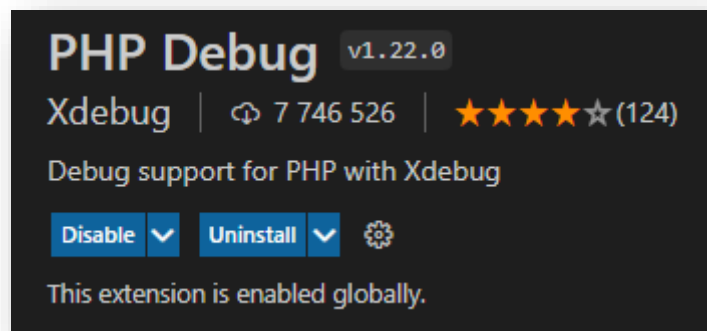 PHP Debug v1.22.0
Xdebug 7 746 526 (124)
Debug support for PHP with Xdebug
Disable Uninstall
This extension is enabled globally.